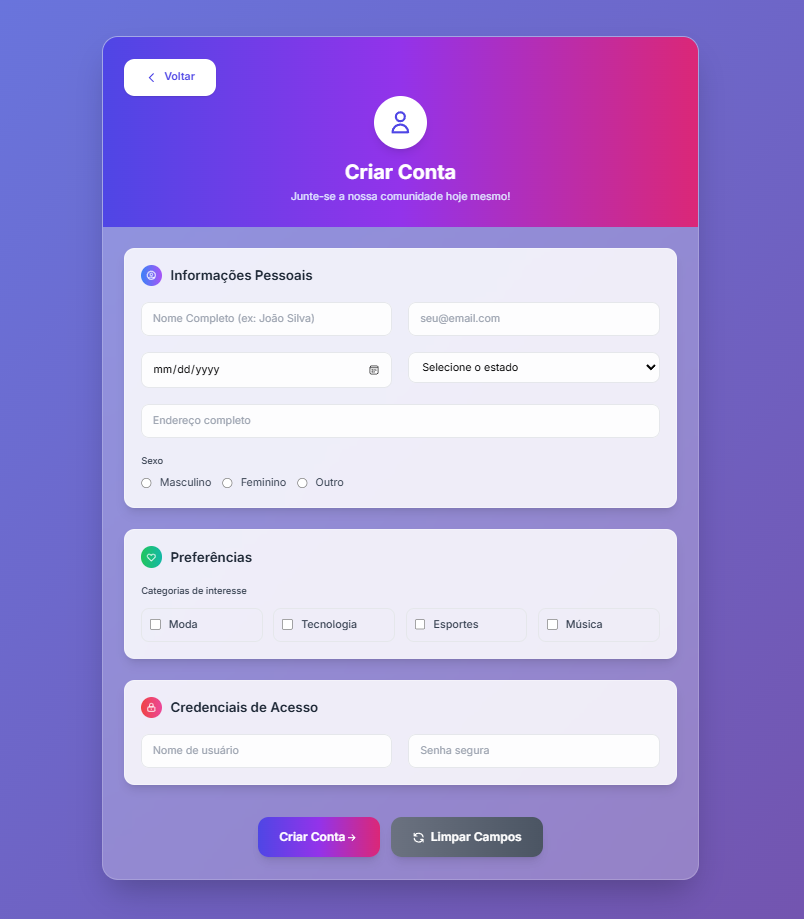 Voltar
Criar Conta
Junte-se a nossa comunidade hoje mesmo!
Informações Pessoais
Nome Completo (ex: João Silva)
seu@email.com
mm/dd/yyyy
Selecione o estado
Endereço completo
Sexo
Masculino
Feminino
Outro
Preferências
Categorias de interesse
Moda
Tecnologia
Esportes
Música
Credenciais de Acesso
Nome de usuário
Senha segura
Criar Conta→
Limpar Campos